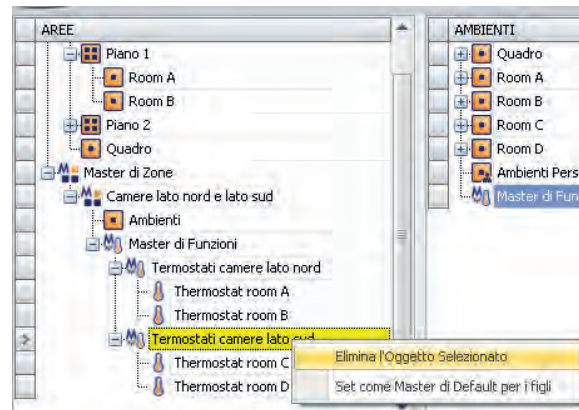 AREE
Piano 1
Room A
Room B
Piano 2
Quadro
Master di Zone
Camere lato nord e lato sud
Ambienti
Master di Funzioni
Termostati camere lato nord
Thermostat room A
Thermostat room B
Termostati camere lato sud
Thermostat room C
Thermostat room D
Elimina l'Oggetto Selezionato
Set come Master di Default per i figli
AMBIENTI
Quadro
Room A
Room B
Room C
Room D
Ambienti Pers
Master di Fun